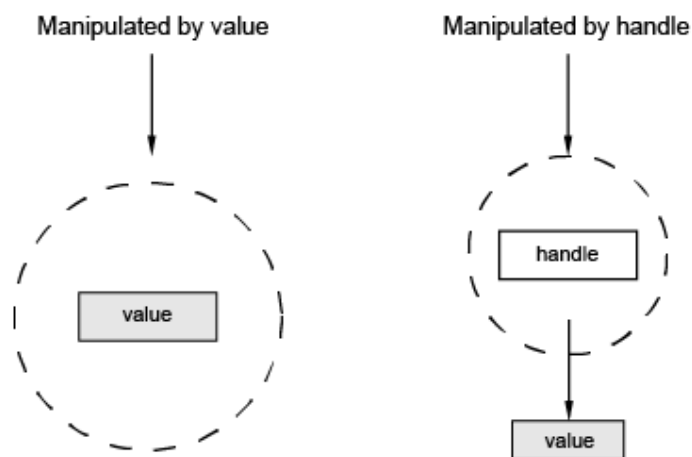 Manipulated by value
Manipulated by handle
handle
value
value